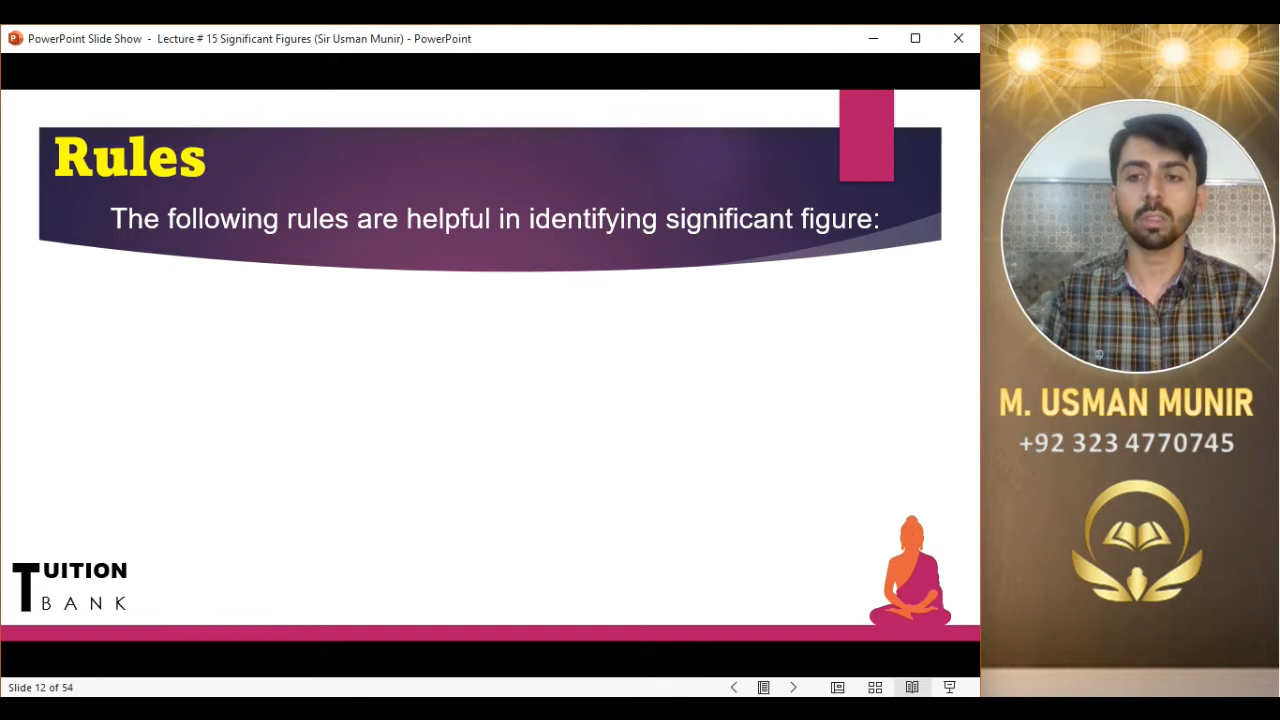 PowerPoint Slide Show - Lecture # 15 Significant Figures (Sir Usman Munir) - PowerPoint
Rules
The following rules are helpful in identifying significant figure:
M. USMAN MUNIR
+92 323 4770745
TUITION
BANK
Slide 12 of 54